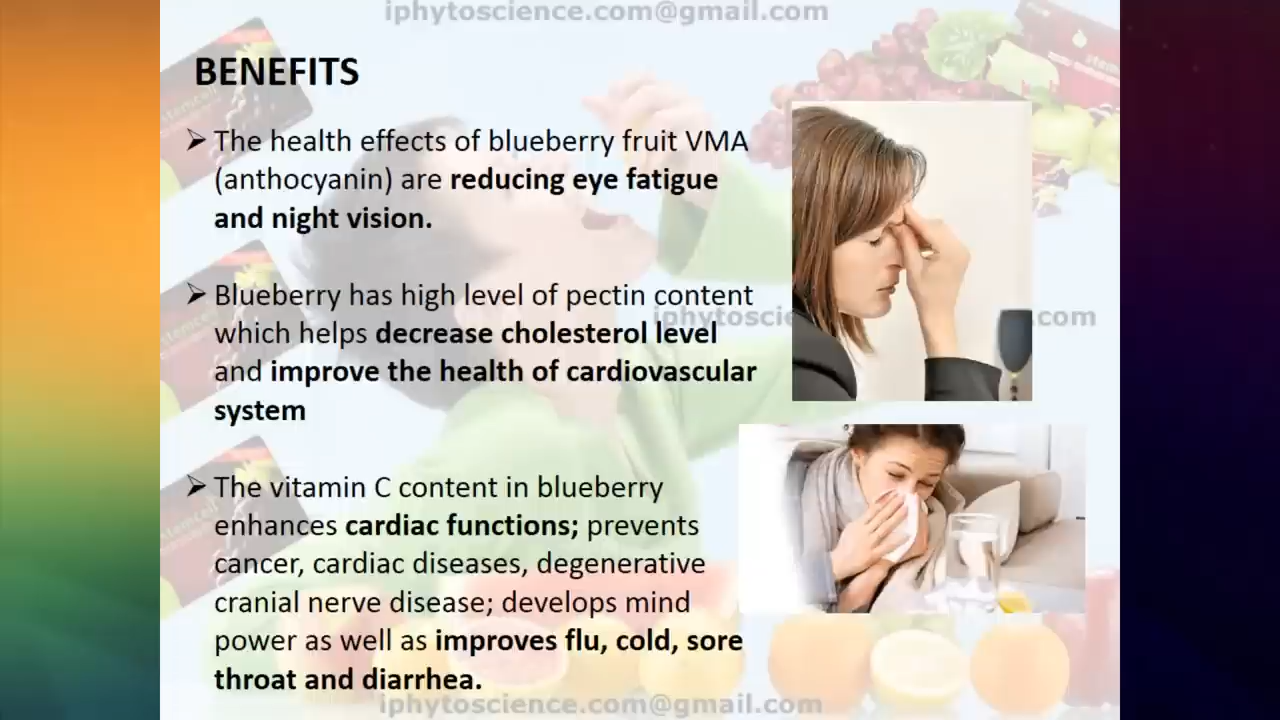 iphytoscience.com@gmail.com
BENEFITS
➢ The health effects of blueberry fruit VMA
(anthocyanin) are reducing eye fatigue
and night vision.
➢ Blueberry has high level of pectin content
which helps decrease cholesterol level
and improve the health of cardiovascular
system
➢ The vitamin C content in blueberry
enhances cardiac functions; prevents
cancer, cardiac diseases, degenerative
cranial nerve disease; develops mind
power as well as improves flu, cold, sore
throat and diarrhea.
iphytoscie
.com
iphytoscience.com@gmail.com